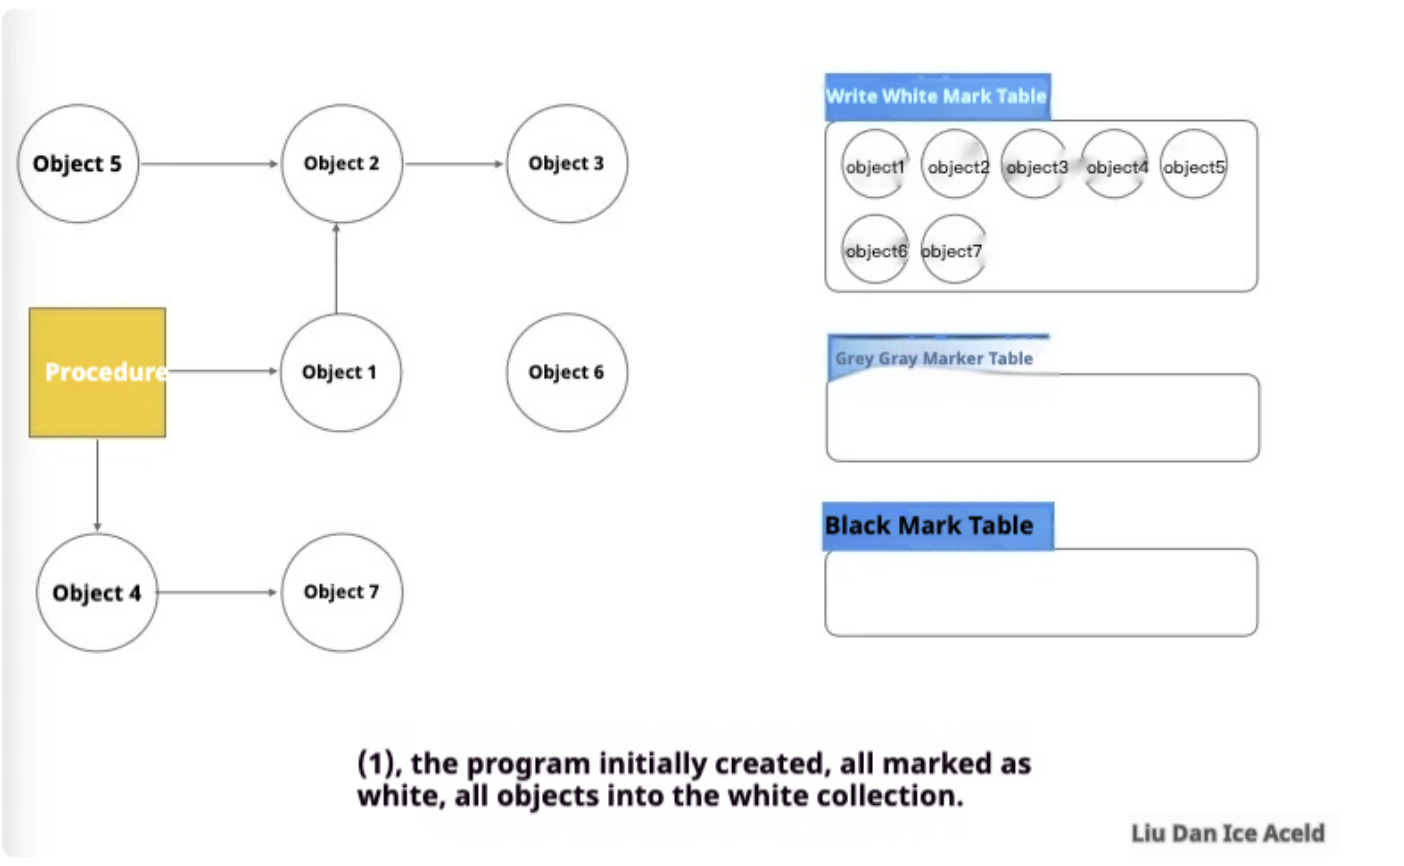 Write White Mark Table
Object 5
Object 2
Object 3
object1
object2
object3
object4
object5
object6
object7
Procedure
Object 1
Object 6
Grey Gray Marker Table
Black Mark Table
Object 4
Object 7
(1), the program initially created, all marked as
white, all objects into the white collection.
Liu Dan Ice Aceld